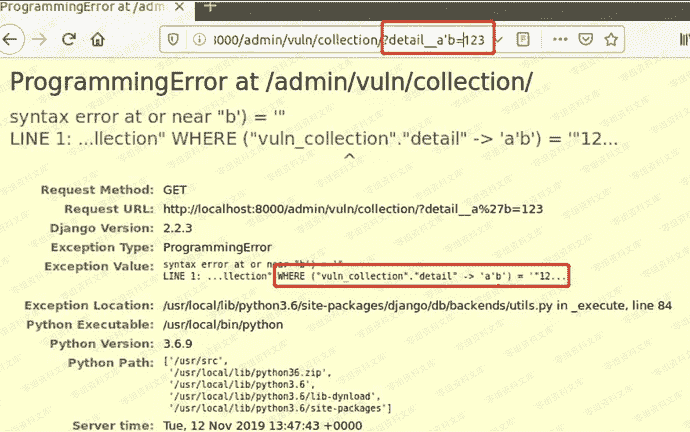 ProgrammingError at /adm
8000/admin/vuln/collection/?detail__a'b=123
ProgrammingError at /admin/vuln/collection/
syntax error at or near "b') = '"
LINE 1: ...llection" WHERE ("vuln_collection"."detail" -> 'a'b') = '"12...
^
Request Method: GET
Request URL: http://localhost:8000/admin/vuln/collection/?detail__a%27b=123
Django Version: 2.2.3
Exception Type: ProgrammingError
Exception Value: syntax error at or near "b') = '"
LINE 1: ...llection" WHERE ("vuln_collection"."detail" -> 'a'b') = '"12...
Exception Location: /usr/local/lib/python3.6/site-packages/django/db/backends/utils.py in _execute, line 84
Python Executable: /usr/local/bin/python
Python Version: 3.6.9
Python Path: ['/usr/src',
'/usr/local/lib/python36.zip',
'/usr/local/lib/python3.6',
'/usr/local/lib/python3.6/lib-dynload',
'/usr/local/lib/python3.6/site-packages']
Server time: Tue, 12 Nov 2019 13:47:43 +0000